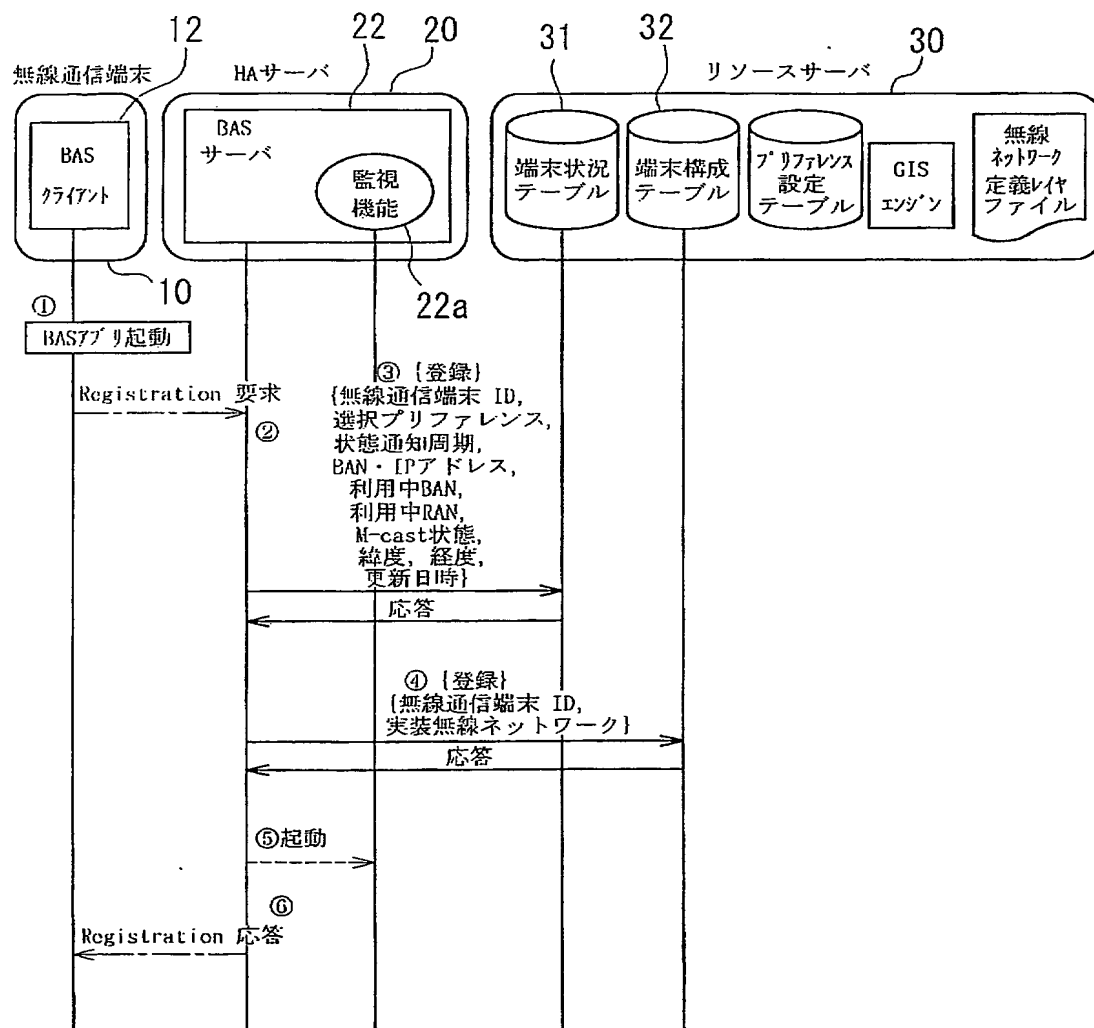 12
22
20
31
32
30
無線通信端末
HAサーバ
リソースサーバ
BAS
クライアント
BAS
サーバ
監視
機能
端末状況
テーブル
端末構成
テーブル
プリファレンス
設定
テーブル
GIS
エンジン
無線
ネットワーク
定義レイヤ
ファイル
10
22a
①
BASアプリ起動
Registration 要求
②
③ {登録}
{無線通信端末 ID,
選択プリファレンス,
状態通知周期,
BAN・IPアドレス,
利用中BAN,
利用中RAN,
M-cast状態,
緯度, 経度,
更新日時}
応答
④ {登録}
{無線通信端末 ID,
実装無線ネットワーク}
応答
⑤起動
⑥
Registration 応答